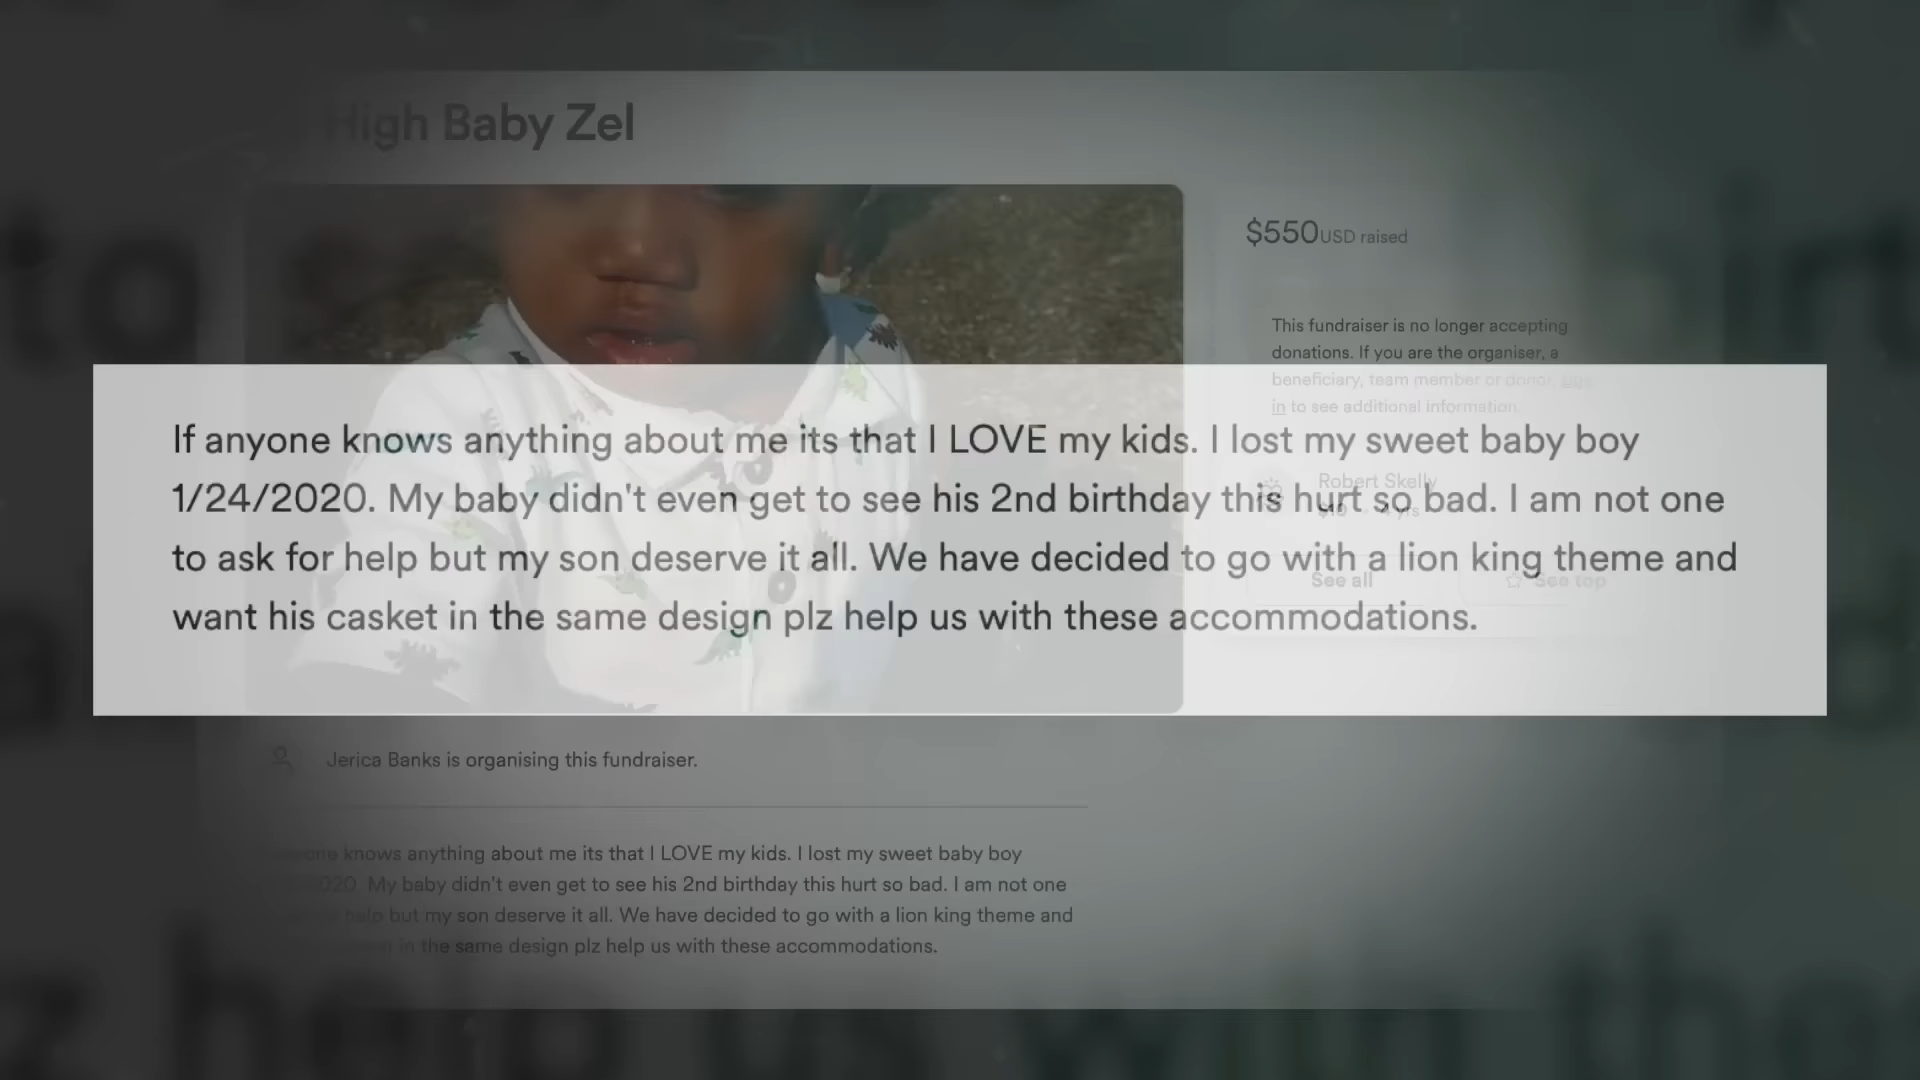 High Baby Zel
$550 USD raised
This fundraiser is no longer accepting
donations. If you are the organiser, a
beneficiary, team member or donor,
in to see additional information.
If anyone knows anything about me its that I LOVE my kids. I lost my sweet baby boy
1/24/2020. My baby didn't even get to see his 2nd birthday this hurt so bad. I am not one
to ask for help but my son deserve it all. We have decided to go with a lion king theme and
want his casket in the same design plz help us with these accommodations.
Robert Skelly
See all
See top
Jerica Banks is organising this fundraiser.
knows anything about me its that I LOVE my kids. I lost my sweet baby boy
2020. My baby didn't even get to see his 2nd birthday this hurt so bad. I am not one
help but my son deserve it all. We have decided to go with a lion king theme and
in the same design plz help us with these accommodations.